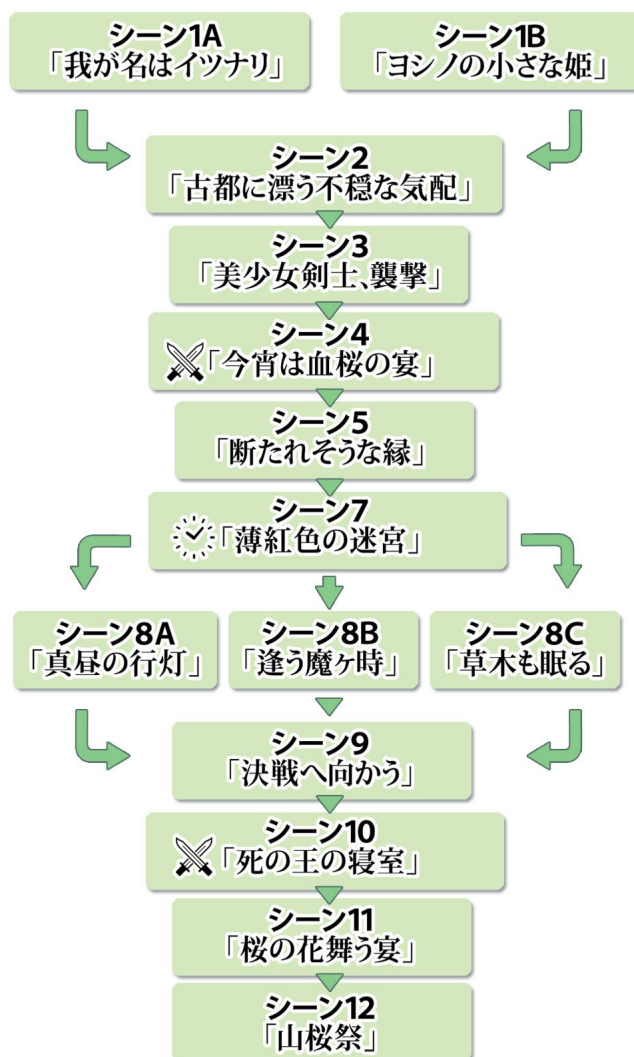 シーン1A
「我が名はイツナリ」
シーン1B
「ヨシノの小さな姫」
シーン2
「古都に漂う不穏な気配」
シーン3
「美少女剣士、襲撃」
シーン4
「今宵は血桜の宴」
シーン5
「断たれそうな縁」
シーン7
「薄紅色の迷宮」
シーン8A
「真昼の行灯」
シーン8B
「逢う魔ヶ時」
シーン8C
「草木も眠る」
シーン9
「決戦へ向かう」
シーン10
「死の王の寝室」
シーン11
「桜の花舞う宴」
シーン12
「山桜祭」